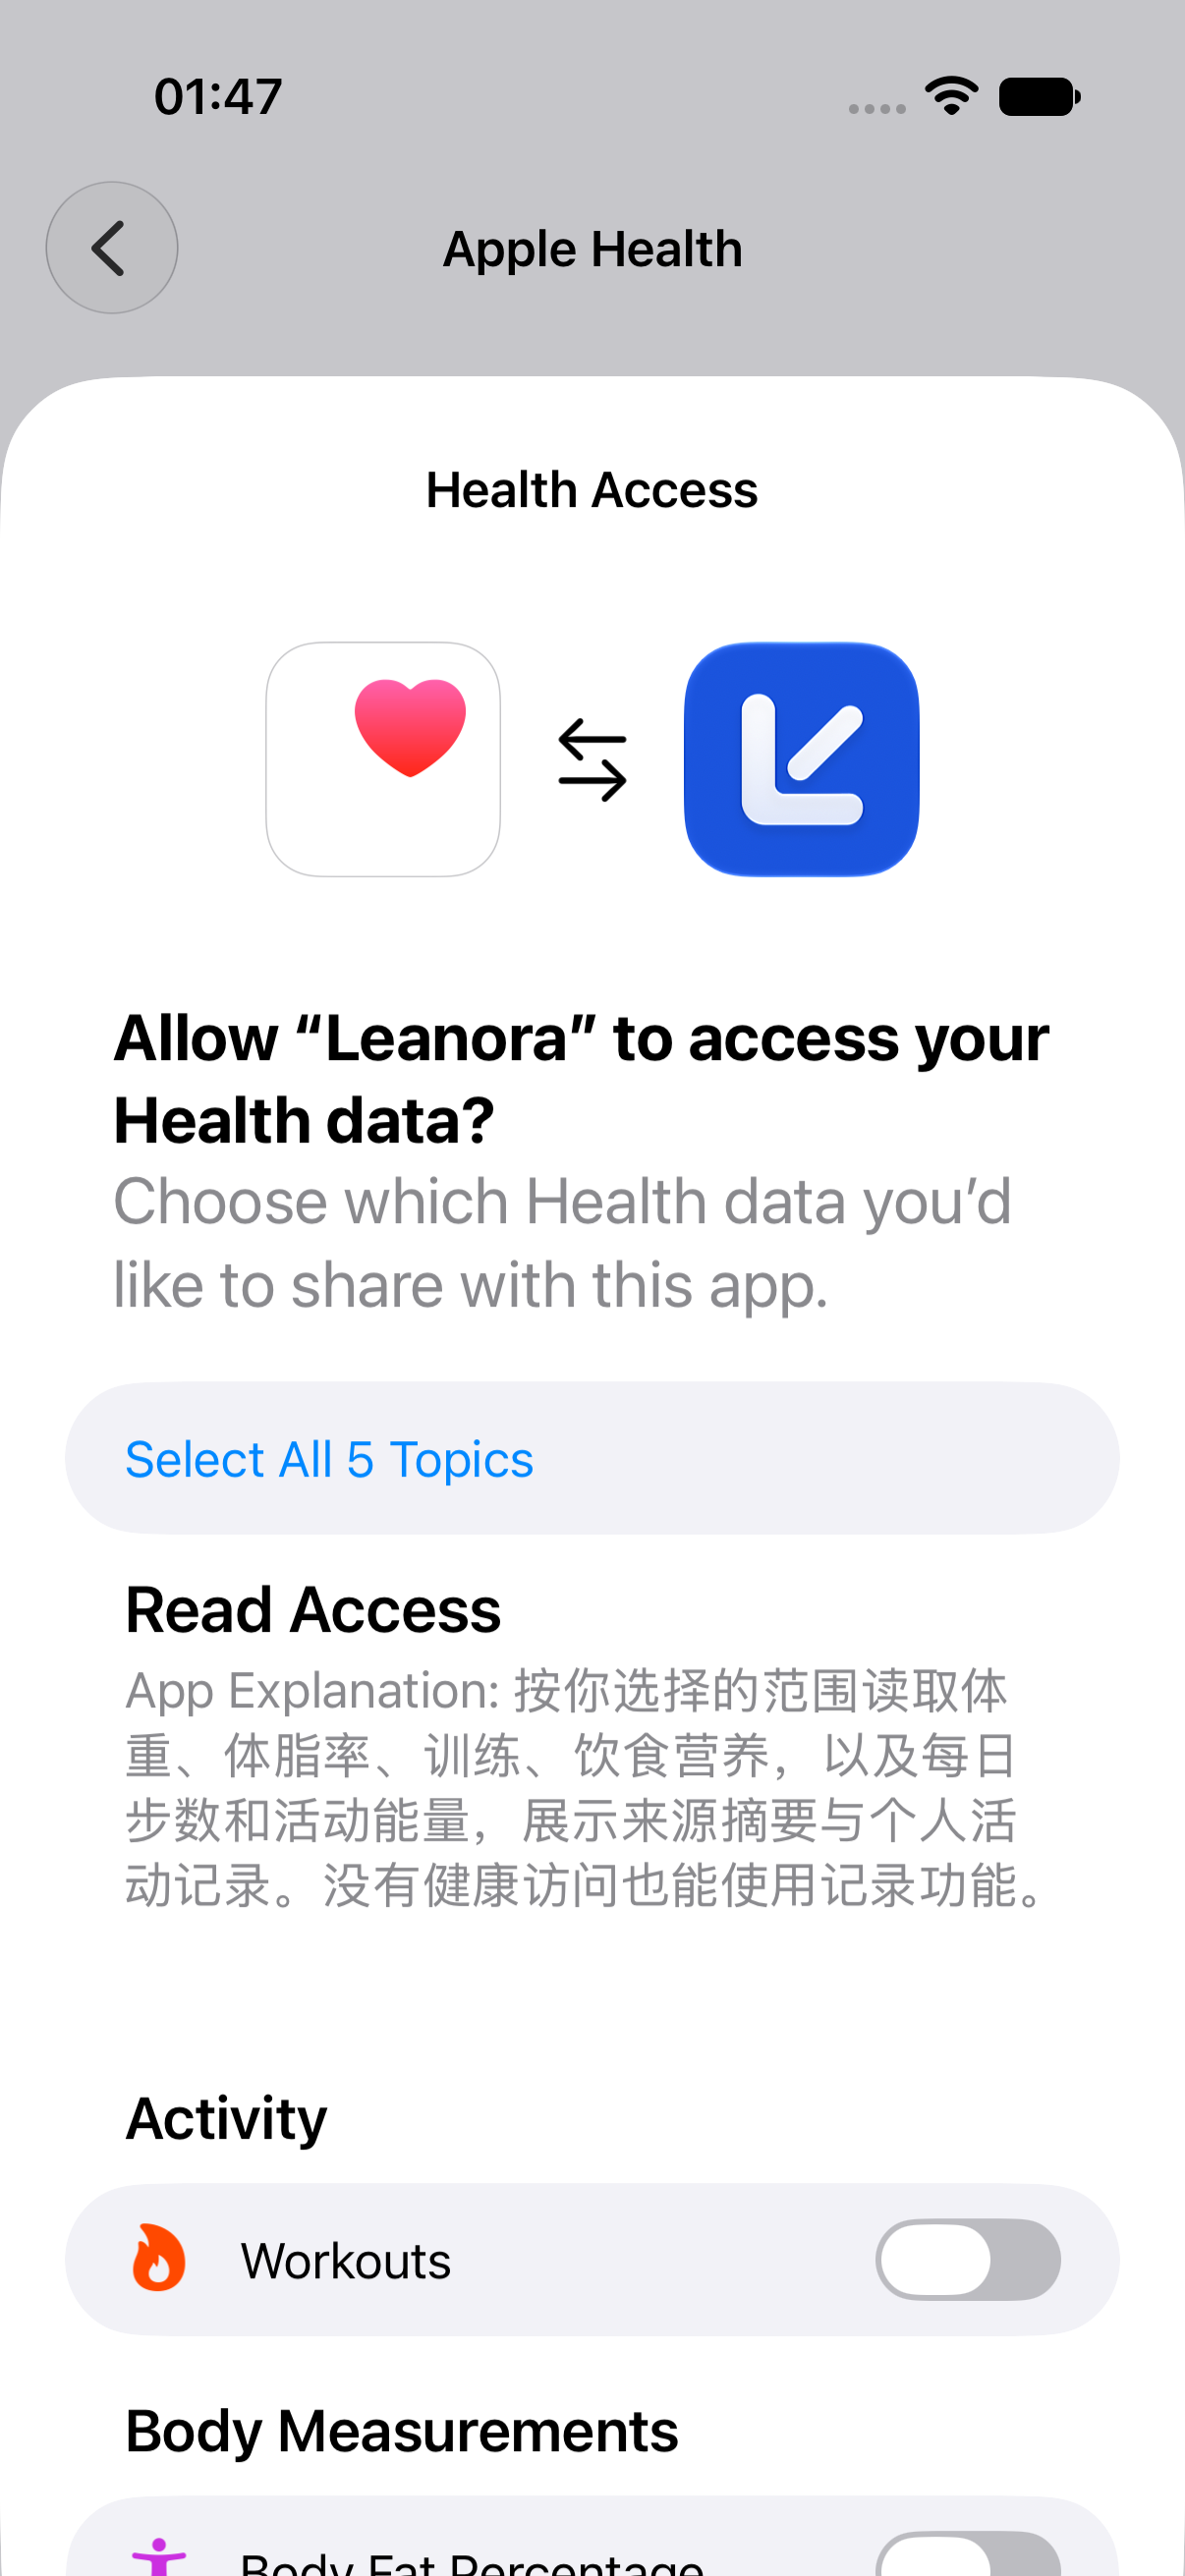 01:47
Apple Health
Health Access
Allow “Leanora” to access your
Health data?
Choose which Health data you’d
like to share with this app.
Select All 5 Topics
Read Access
App Explanation: 按你选择的范围读取体
重、体脂率、训练、饮食营养，以及每日
步数和活动能量，展示来源摘要与个人活
动记录。没有健康访问也能使用记录功能。
Activity
Workouts
Body Measurements
Body Fat Percentage